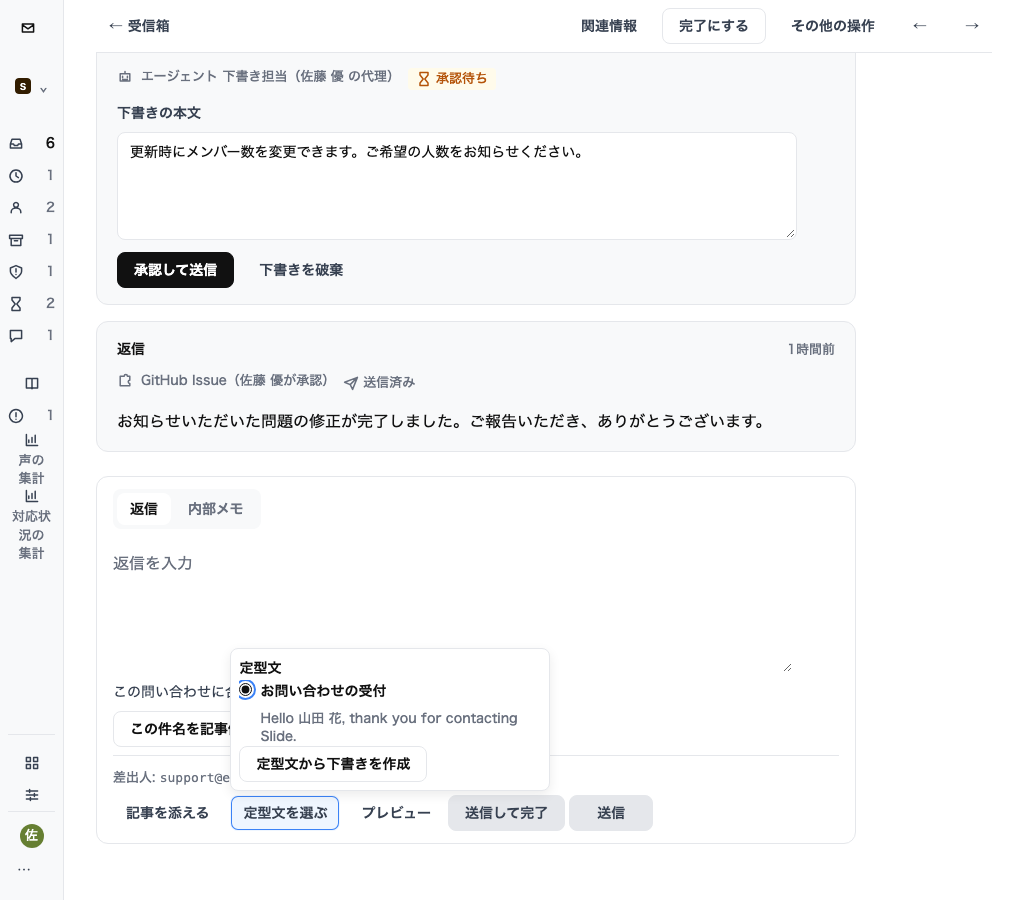 ← 受信箱
関連情報
完了にする
その他の操作
←
→
S
6
1
2
1
1
2
1
1
声の
集計
対応状
況の
集計
佐
…
エージェント 下書き担当（佐藤 優 の代理）
承認待ち
下書きの本文
更新時にメンバー数を変更できます。ご希望の人数をお知らせください。
承認して送信
下書きを破棄
返信
1 時間前
GitHub Issue（佐藤 優が承認）
送信済み
お知らせいただいた問題の修正が完了しました。ご報告いただき、ありがとうございます。
返信
内部メモ
返信を入力
この問い合わせに
定型文
お問い合わせの受付
Hello 山田 花, thank you for contacting
Slide.
この件名を記事
定型文から下書きを作成
差出人: support@e
記事を添える
定型文を選ぶ
プレビュー
送信して完了
送信